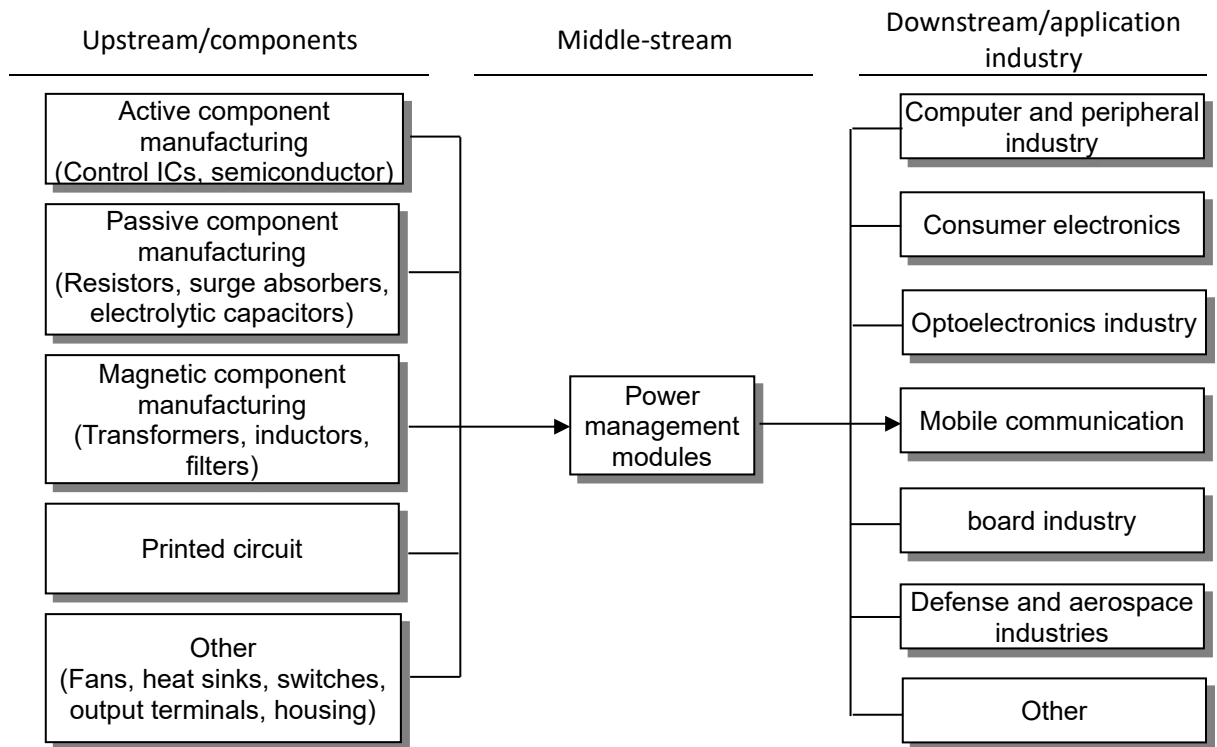 Upstream/components
Middle-stream
Downstream/application
industry
Active component
manufacturing
(Control ICs, semiconductor)
Passive component
manufacturing
(Resistors, surge absorbers,
electrolytic capacitors)
Magnetic component
manufacturing
(Transformers, inductors,
filters)
Printed circuit
Other
(Fans, heat sinks, switches,
output terminals, housing)
Power
management
modules
Computer and peripheral
industry
Consumer electronics
Optoelectronics industry
Mobile communication
board industry
Defense and aerospace
industries
Other